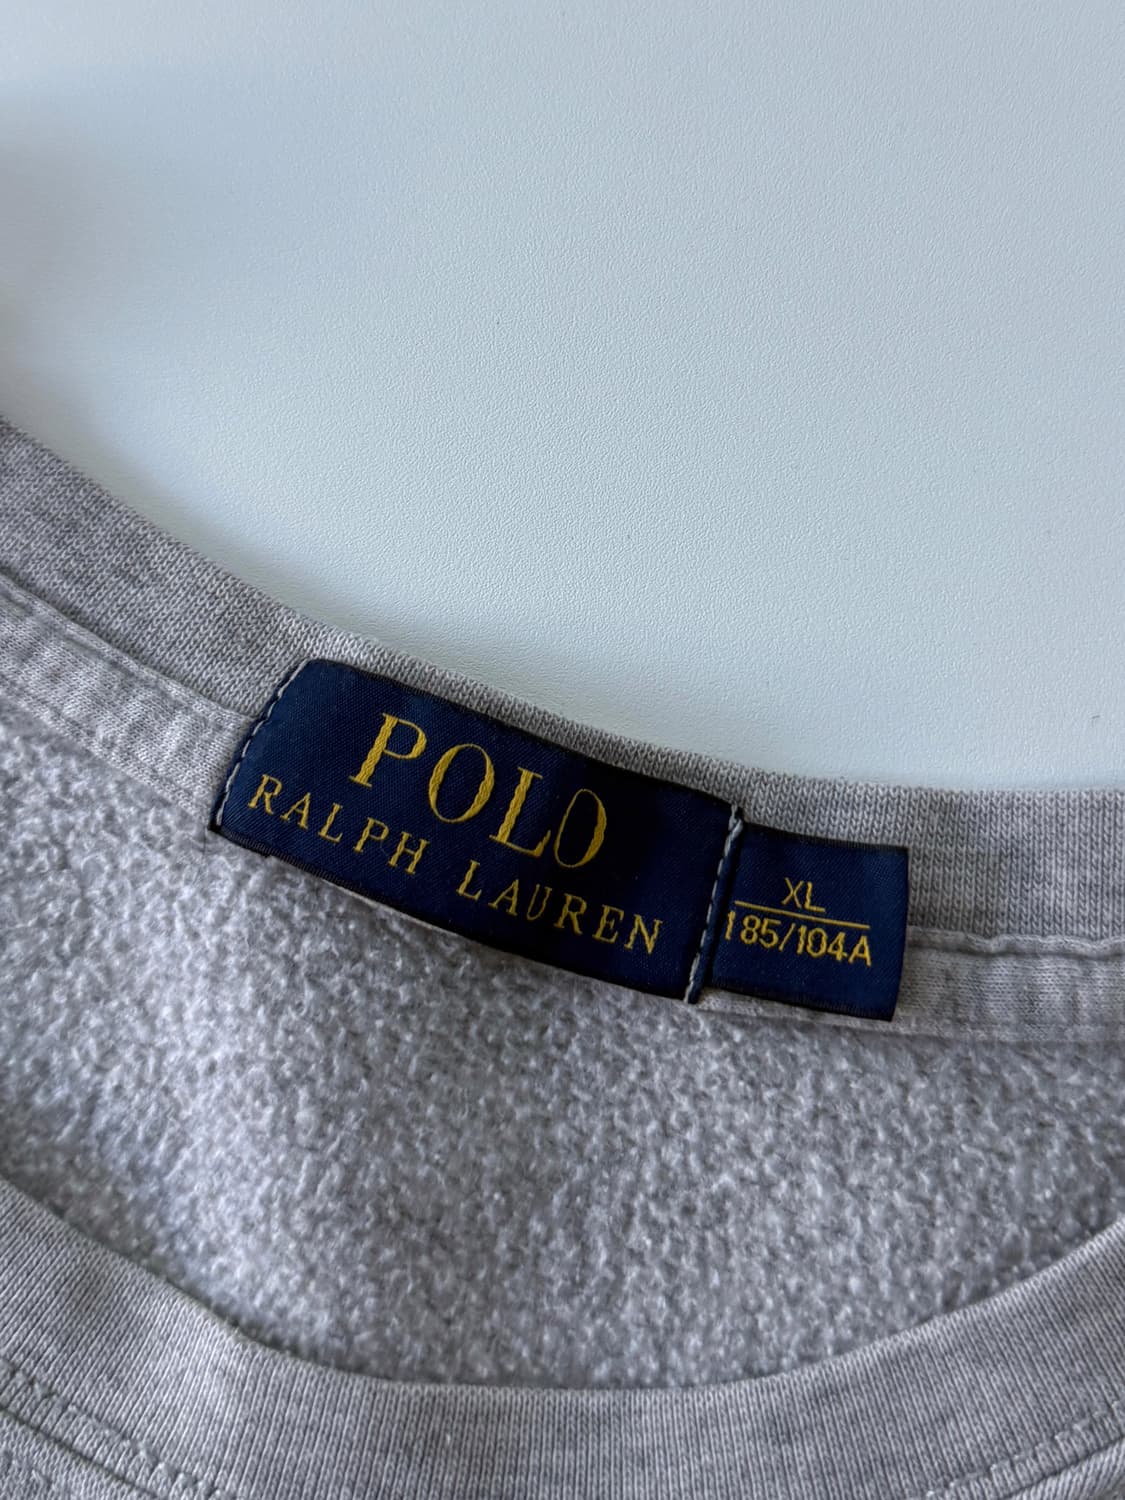 POLO
RALPH LAUREN
XL
185/104A